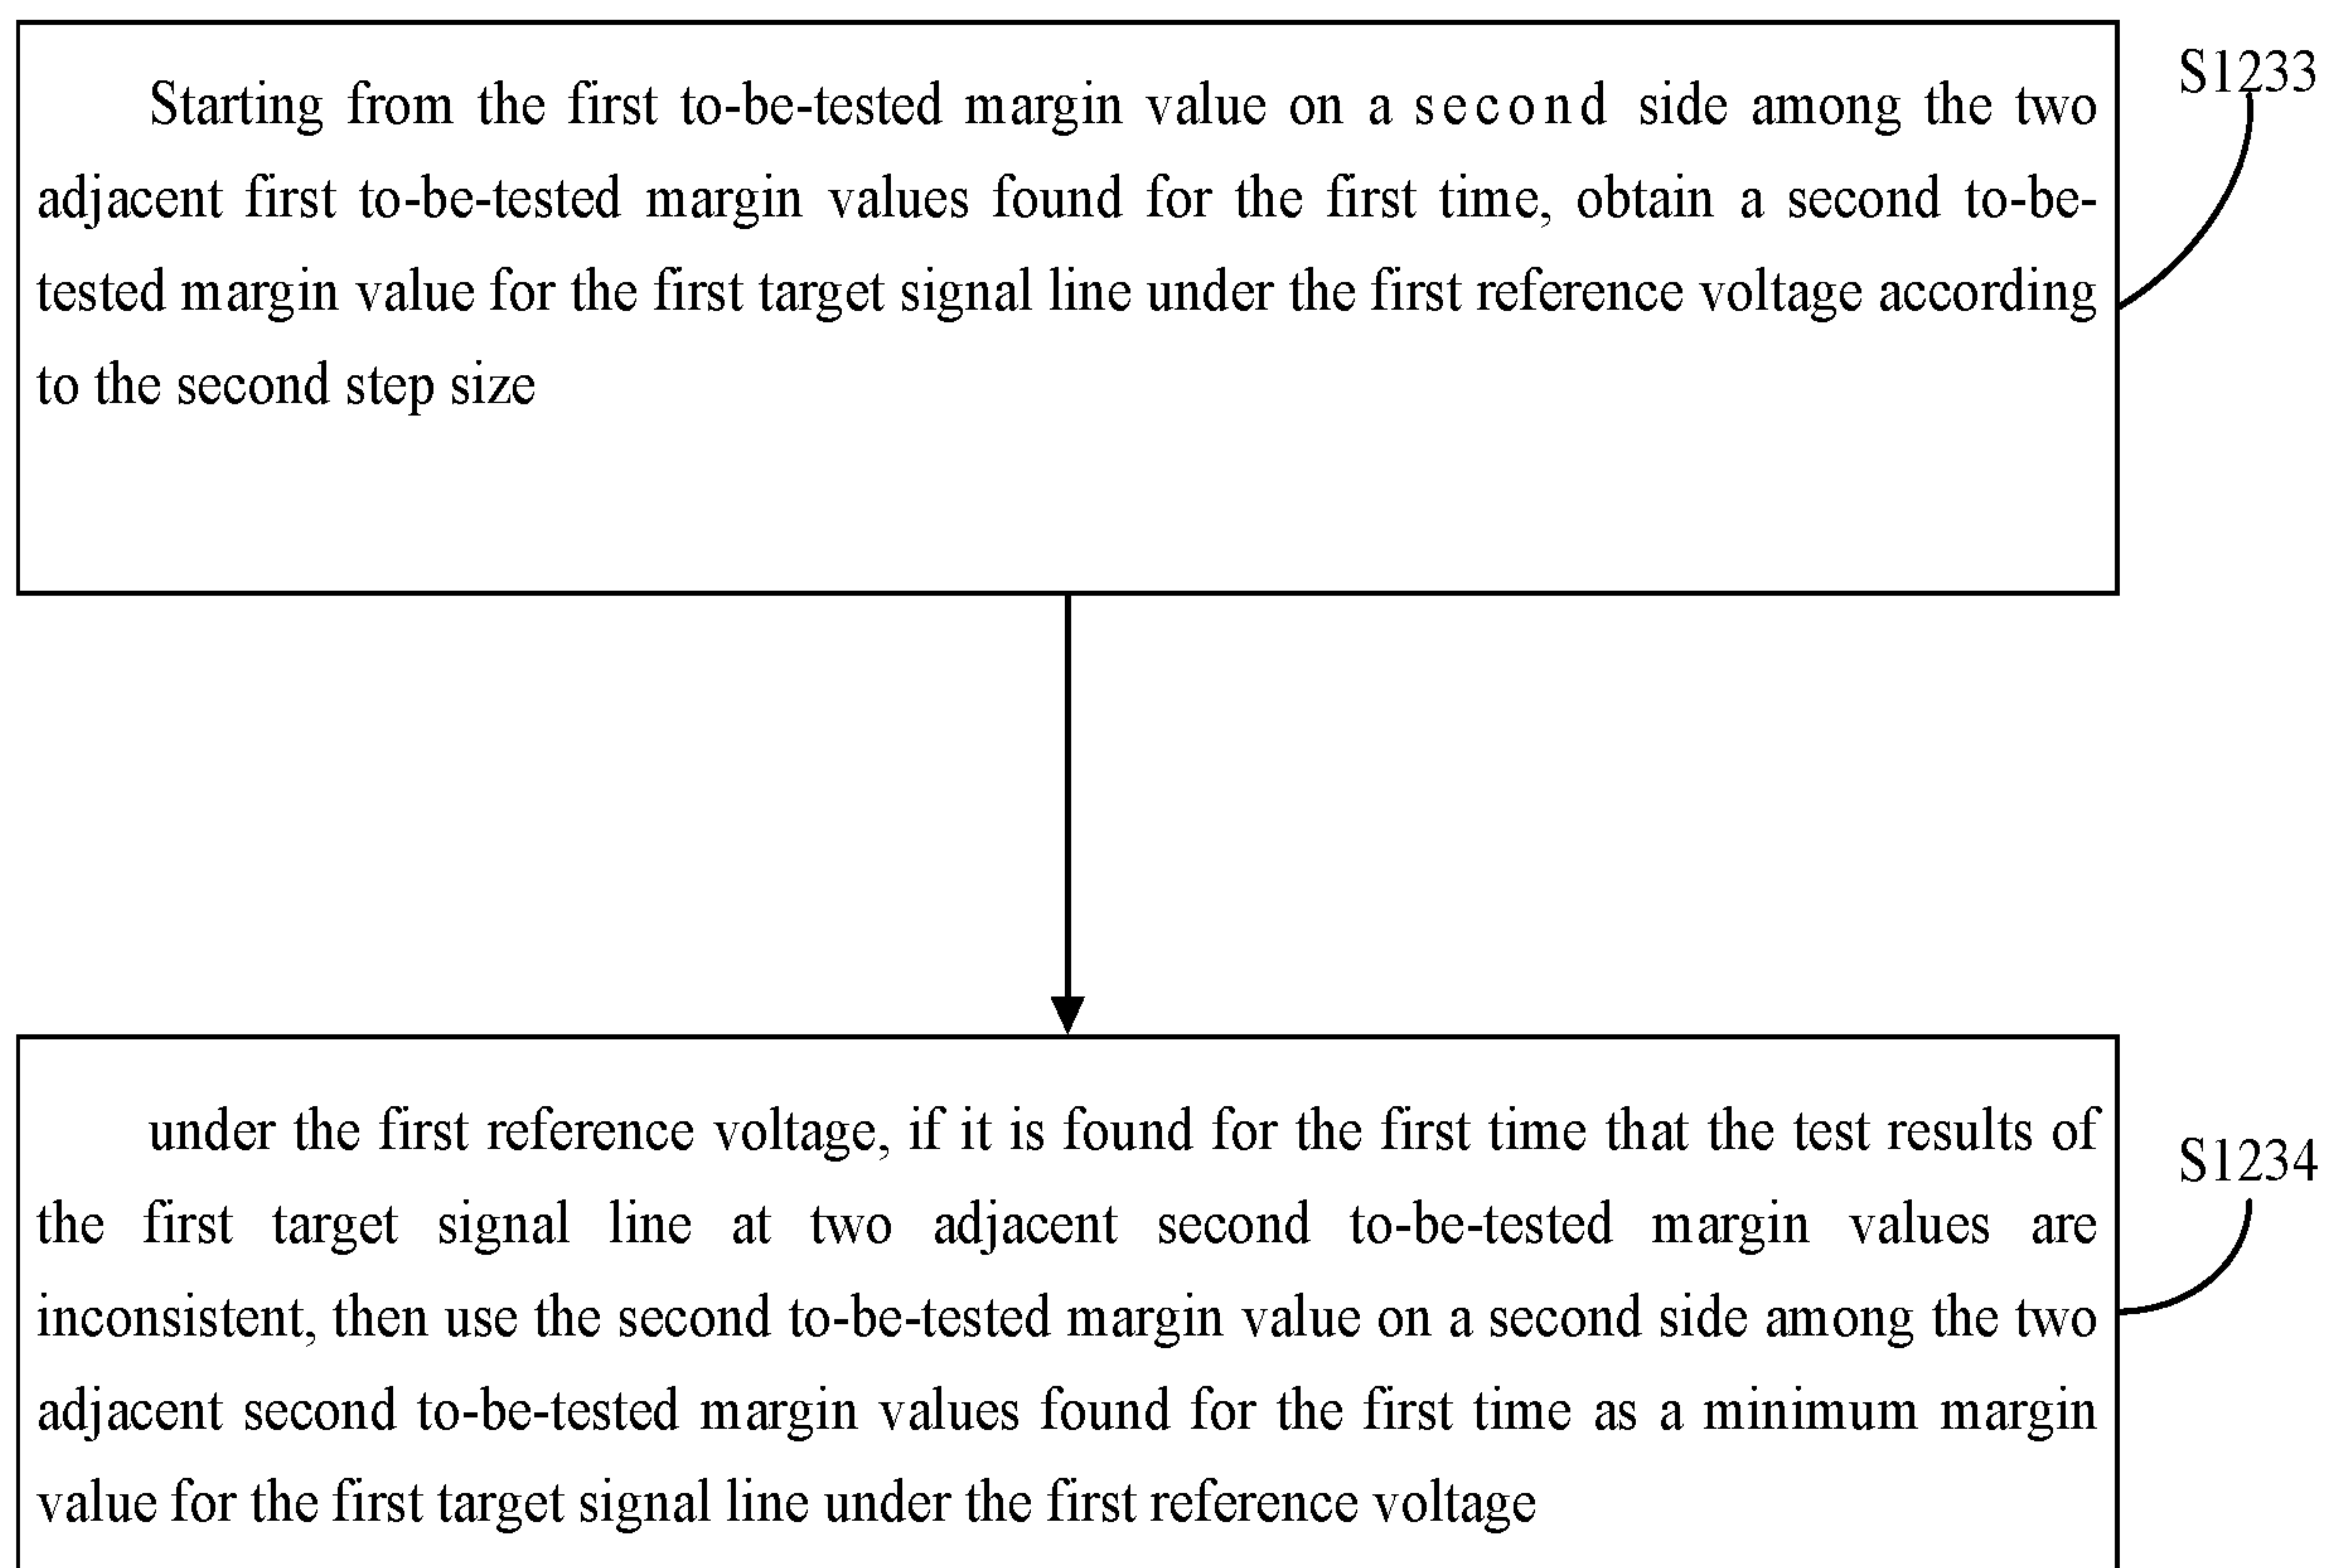 Starting from the first to-be-tested margin value on a second side among the two
adjacent first to-be-tested margin values found for the first time, obtain a second to-be-
tested margin value for the first target signal line under the first reference voltage according
to the second step size
S1233
under the first reference voltage, if it is found for the first time that the test results of
the first target signal line at two adjacent second to-be-tested margin values are
inconsistent, then use the second to-be-tested margin value on a second side among the two
adjacent second to-be-tested margin values found for the first time as a minimum margin
value for the first target signal line under the first reference voltage
S1234